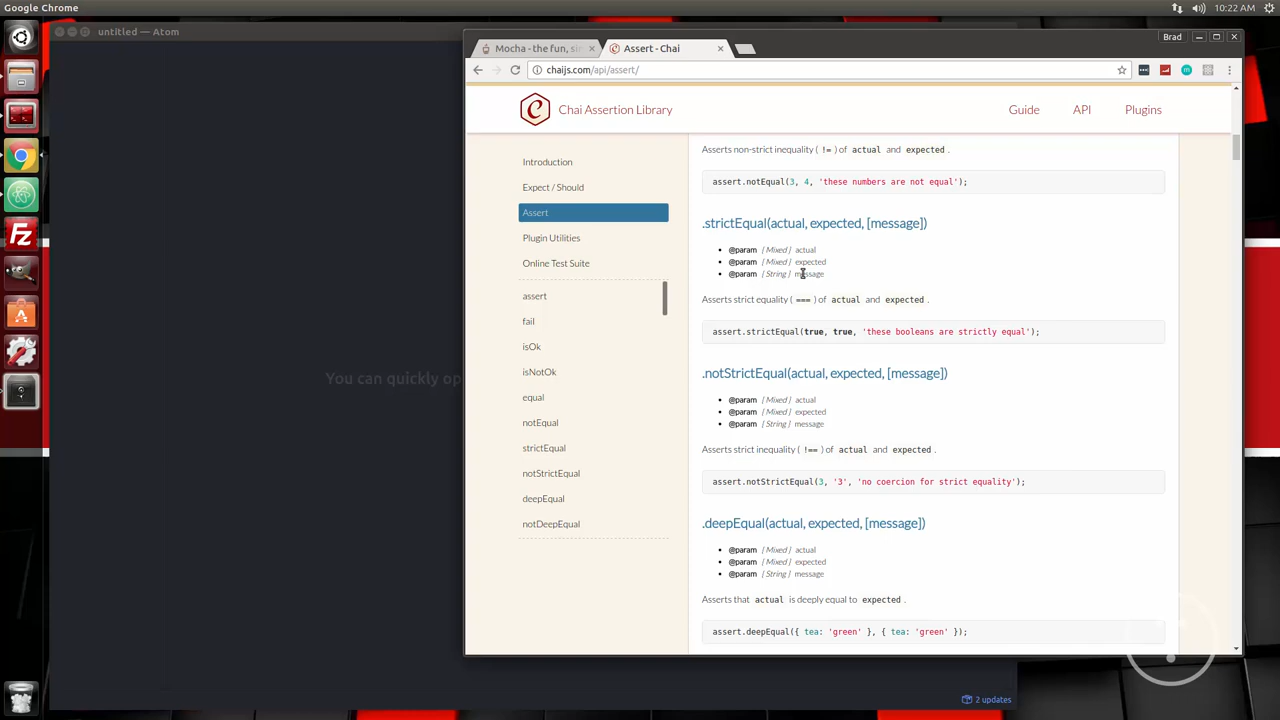 Google Chrome
10:22 AM
untitled — Atom
Brad
Mocha - the fun, sin
Assert - Chai
chaijs.com/api/assert/
Chai Assertion Library
Guide
API
Plugins
Introduction
Expect / Should
Assert
Plugin Utilities
Online Test Suite
assert
fail
isOk
isNotOk
equal
notEqual
strictEqual
notStrictEqual
deepEqual
notDeepEqual
Asserts non-strict inequality ( != ) of actual and expected .
assert.notEqual(3, 4, 'these numbers are not equal');
.strictEqual(actual, expected, [message])
@param { Mixed } actual
@param { Mixed } expected
@param { String } message
Asserts strict equality ( === ) of actual and expected .
assert.strictEqual(true, true, 'these booleans are strictly equal');
.notStrictEqual(actual, expected, [message])
@param { Mixed } actual
@param { Mixed } expected
@param { String } message
Asserts strict inequality ( !== ) of actual and expected .
assert.notStrictEqual(3, '3', 'no coercion for strict equality');
.deepEqual(actual, expected, [message])
@param { Mixed } actual
@param { Mixed } expected
@param { String } message
Asserts that actual is deeply equal to expected .
assert.deepEqual({ tea: 'green' }, { tea: 'green' });
You can quickly op
2 updates